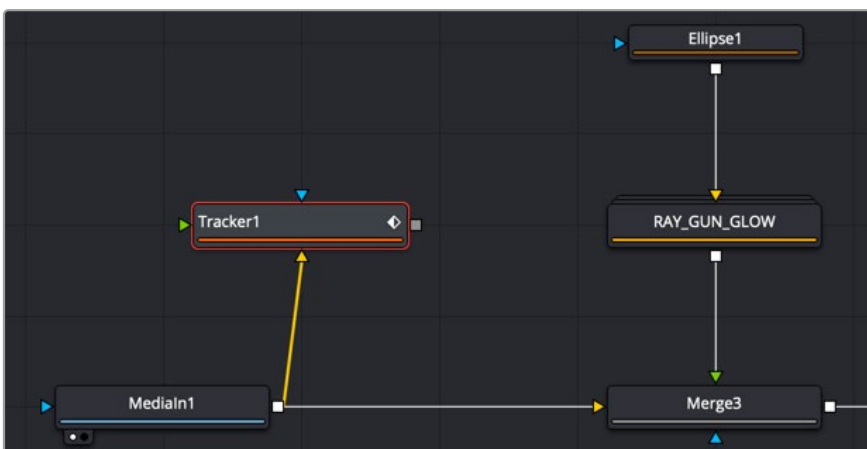 Ellipse1
Tracker1
RAY_GUN_GLOW
MediaIn1
Merge3